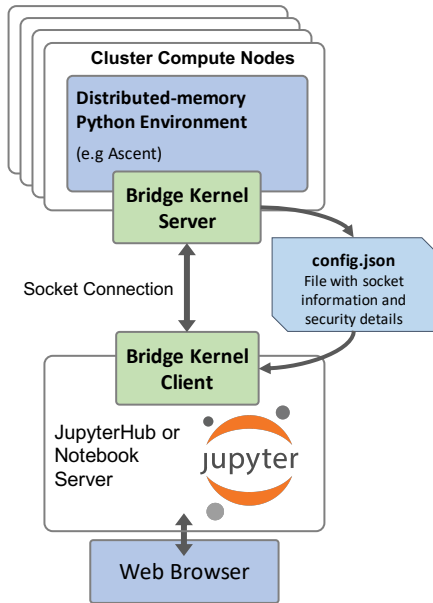 Cluster Compute Nodes
Distributed-memory
Python Environment
(e.g Ascent)
Bridge Kernel
Server
config.json
File with socket
information and
security details
Socket Connection
Bridge Kernel
Client
JupyterHub or
Notebook
Server
jupyter
Web Browser